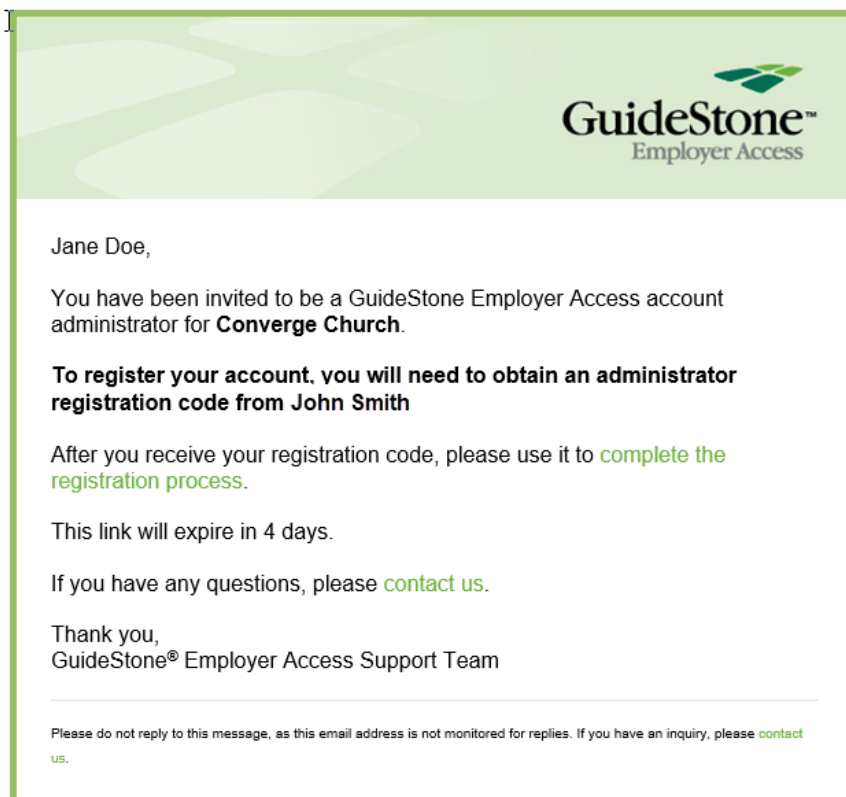 GuideStone™
Employer Access
Jane Doe,
You have been invited to be a GuideStone Employer Access account
administrator for Converge Church.
To register your account, you will need to obtain an administrator
registration code from John Smith
After you receive your registration code, please use it to complete the
registration process.
This link will expire in 4 days.
If you have any questions, please contact us.
Thank you,
GuideStone® Employer Access Support Team
Please do not reply to this message, as this email address is not monitored for replies. If you have an inquiry, please contact
us.